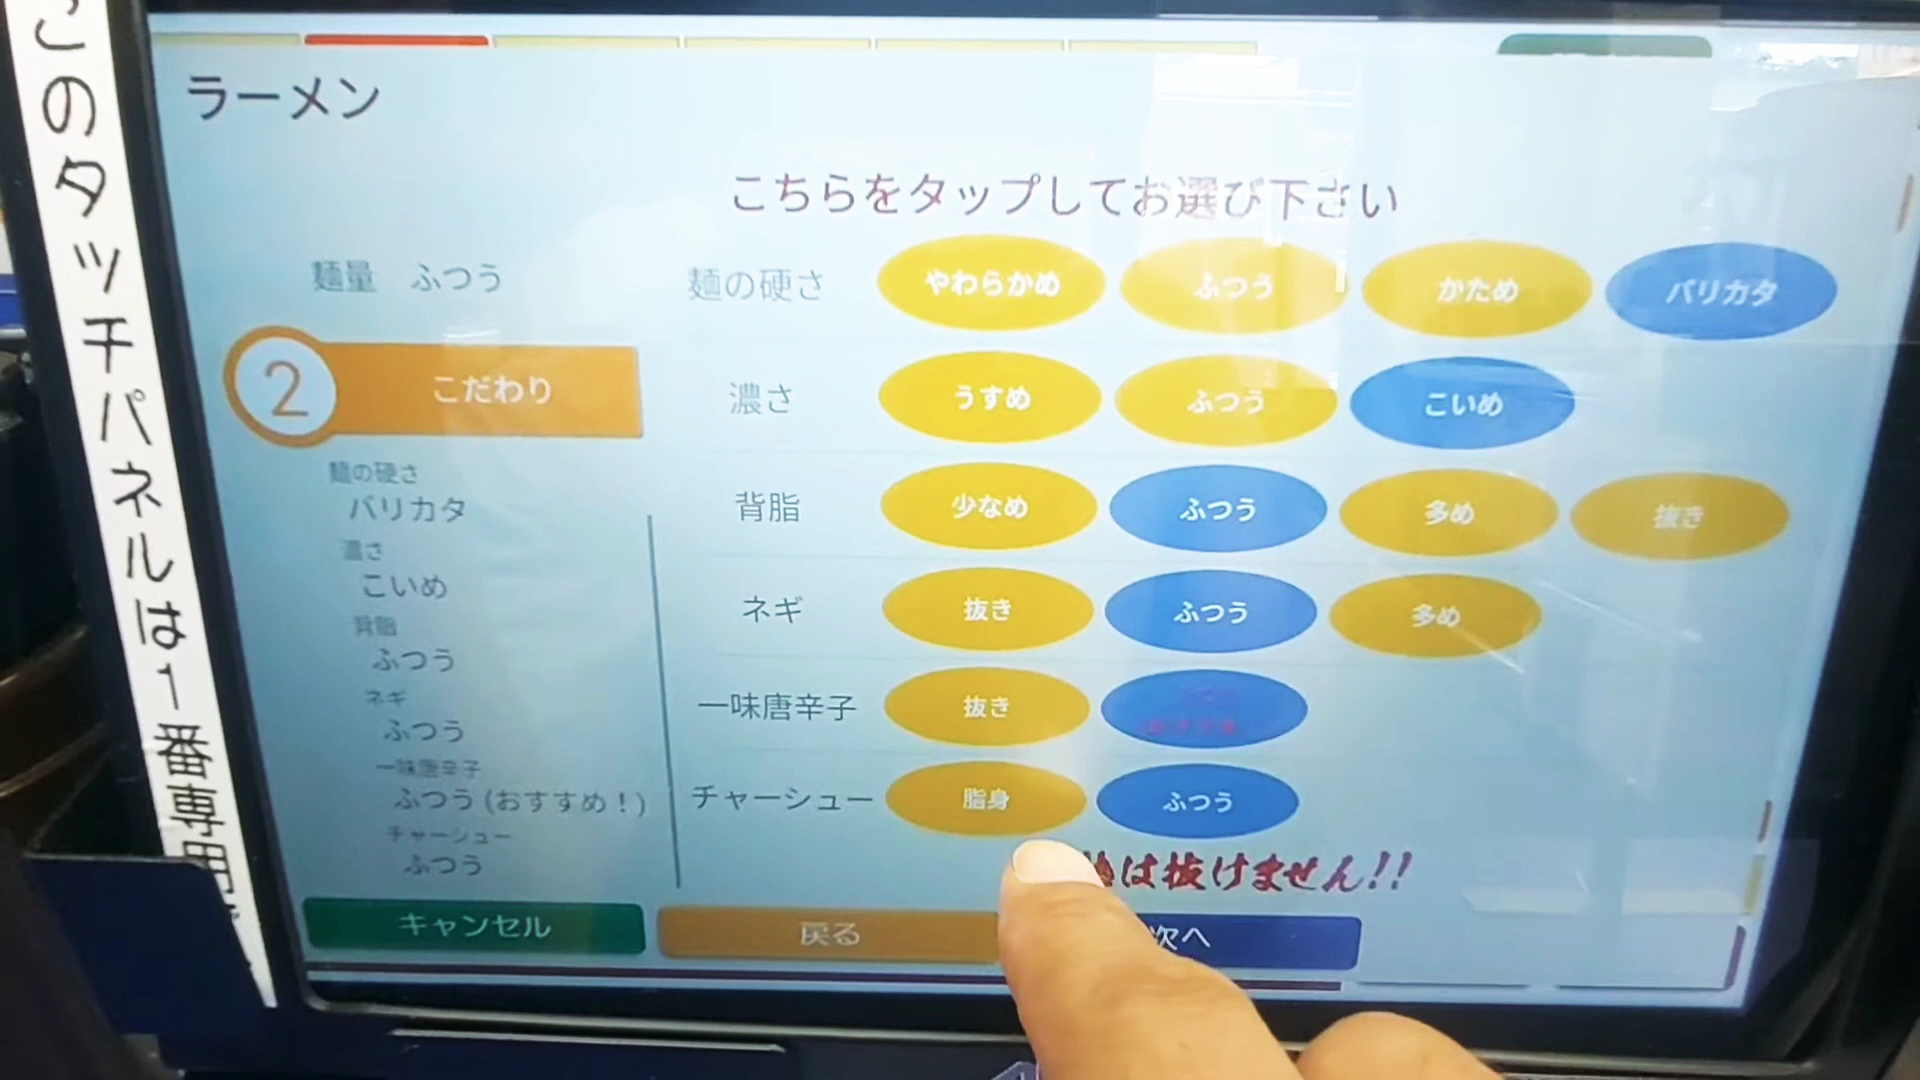 このタッチパネルは1番専用
ラーメン
こちらをタップしてお選び下さい
麺量 ふつう
2 こだわり
麺の硬さ
バリカタ
濃さ
こいめ
背脂
ふつう
ネギ
ふつう
一味唐辛子
ふつう (おすすめ！)
チャーシュー
ふつう
麺の硬さ やわらかめ ふつう かため バリカタ
濃さ うすめ ふつう こいめ
背脂 少なめ ふつう 多め 抜き
ネギ 抜き ふつう 多め
一味唐辛子 抜き
チャーシュー 脂身 ふつう
は抜けません!!
キャンセル 戻る 次へ